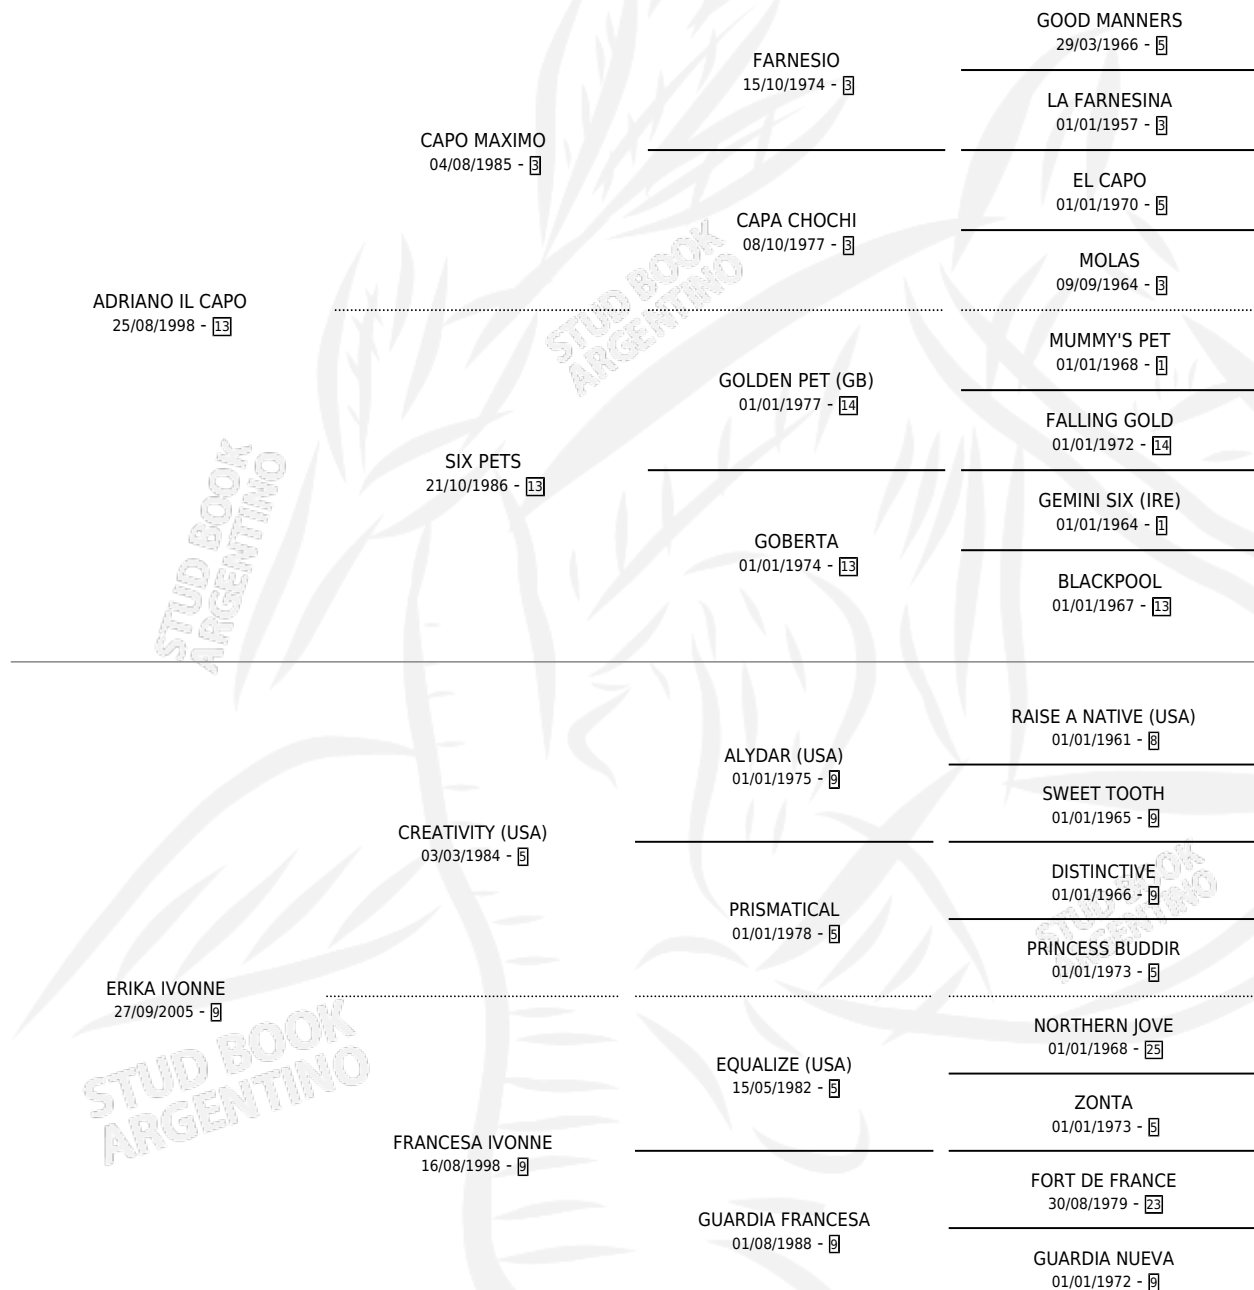 GOOD MANNERS
29/03/1966 - 5
FARNESIO
15/10/1974 - 3
LA FARNESINA
01/01/1957 - 3
CAPO MAXIMO
04/08/1985 - 3
EL CAPO
01/01/1970 - 5
CAPA CHOCHI
08/10/1977 - 3
MOLAS
09/09/1964 - 3
ADRIANO IL CAPO
25/08/1998 - 13
MUMMY'S PET
01/01/1968 - 1
GOLDEN PET (GB)
01/01/1977 - 14
FALLING GOLD
01/01/1972 - 14
SIX PETS
21/10/1986 - 13
GEMINI SIX (IRE)
01/01/1964 - 1
GOBERTA
01/01/1974 - 13
BLACKPOOL
01/01/1967 - 13
RAISE A NATIVE (USA)
01/01/1961 - 8
ALYDAR (USA)
01/01/1975 - 9
SWEET TOOTH
01/01/1965 - 9
CREATIVITY (USA)
03/03/1984 - 5
DISTINCTIVE
01/01/1966 - 9
PRISMATICAL
01/01/1978 - 5
PRINCESS BUDDIR
01/01/1973 - 5
ERIKA IVONNE
27/09/2005 - 9
NORTHERN JOVE
01/01/1968 - 25
EQUALIZE (USA)
15/05/1982 - 5
ZONTA
01/01/1973 - 5
FRANCESA IVONNE
16/08/1998 - 9
FORT DE FRANCE
30/08/1979 - 23
GUARDIA FRANCESA
01/08/1988 - 9
GUARDIA NUEVA
01/01/1972 - 9
STUD BOOK
ARGENTINO
STUD BOOK
ARGENTINO
STUD BOOK
ARGENTINO
STUD BOOK
ARGENTINO